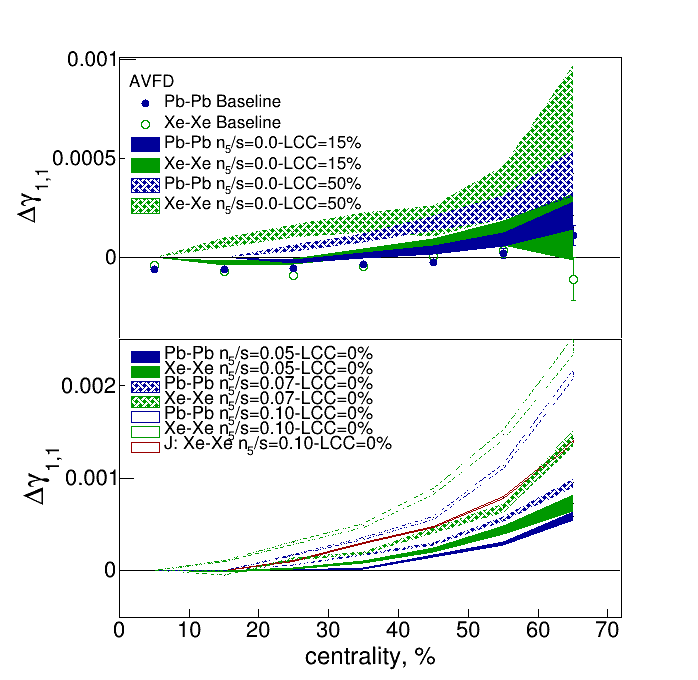 0.001
AVFD
Pb-Pb Baseline
Xe-Xe Baseline
Pb-Pb n5/s=0.0-LCC=15%
Xe-Xe n5/s=0.0-LCC=15%
Pb-Pb n5/s=0.0-LCC=50%
Xe-Xe n5/s=0.0-LCC=50%
0.0005
0
Δγ1,1
Pb-Pb n5/s=0.05-LCC=0%
Xe-Xe n5/s=0.05-LCC=0%
Pb-Pb n5/s=0.07-LCC=0%
Xe-Xe n5/s=0.07-LCC=0%
Pb-Pb n5/s=0.10-LCC=0%
Xe-Xe n5/s=0.10-LCC=0%
J: Xe-Xe n5/s=0.10-LCC=0%
0.002
0.001
0
Δγ1,1
0 10 20 30 40 50 60 70
centrality, %